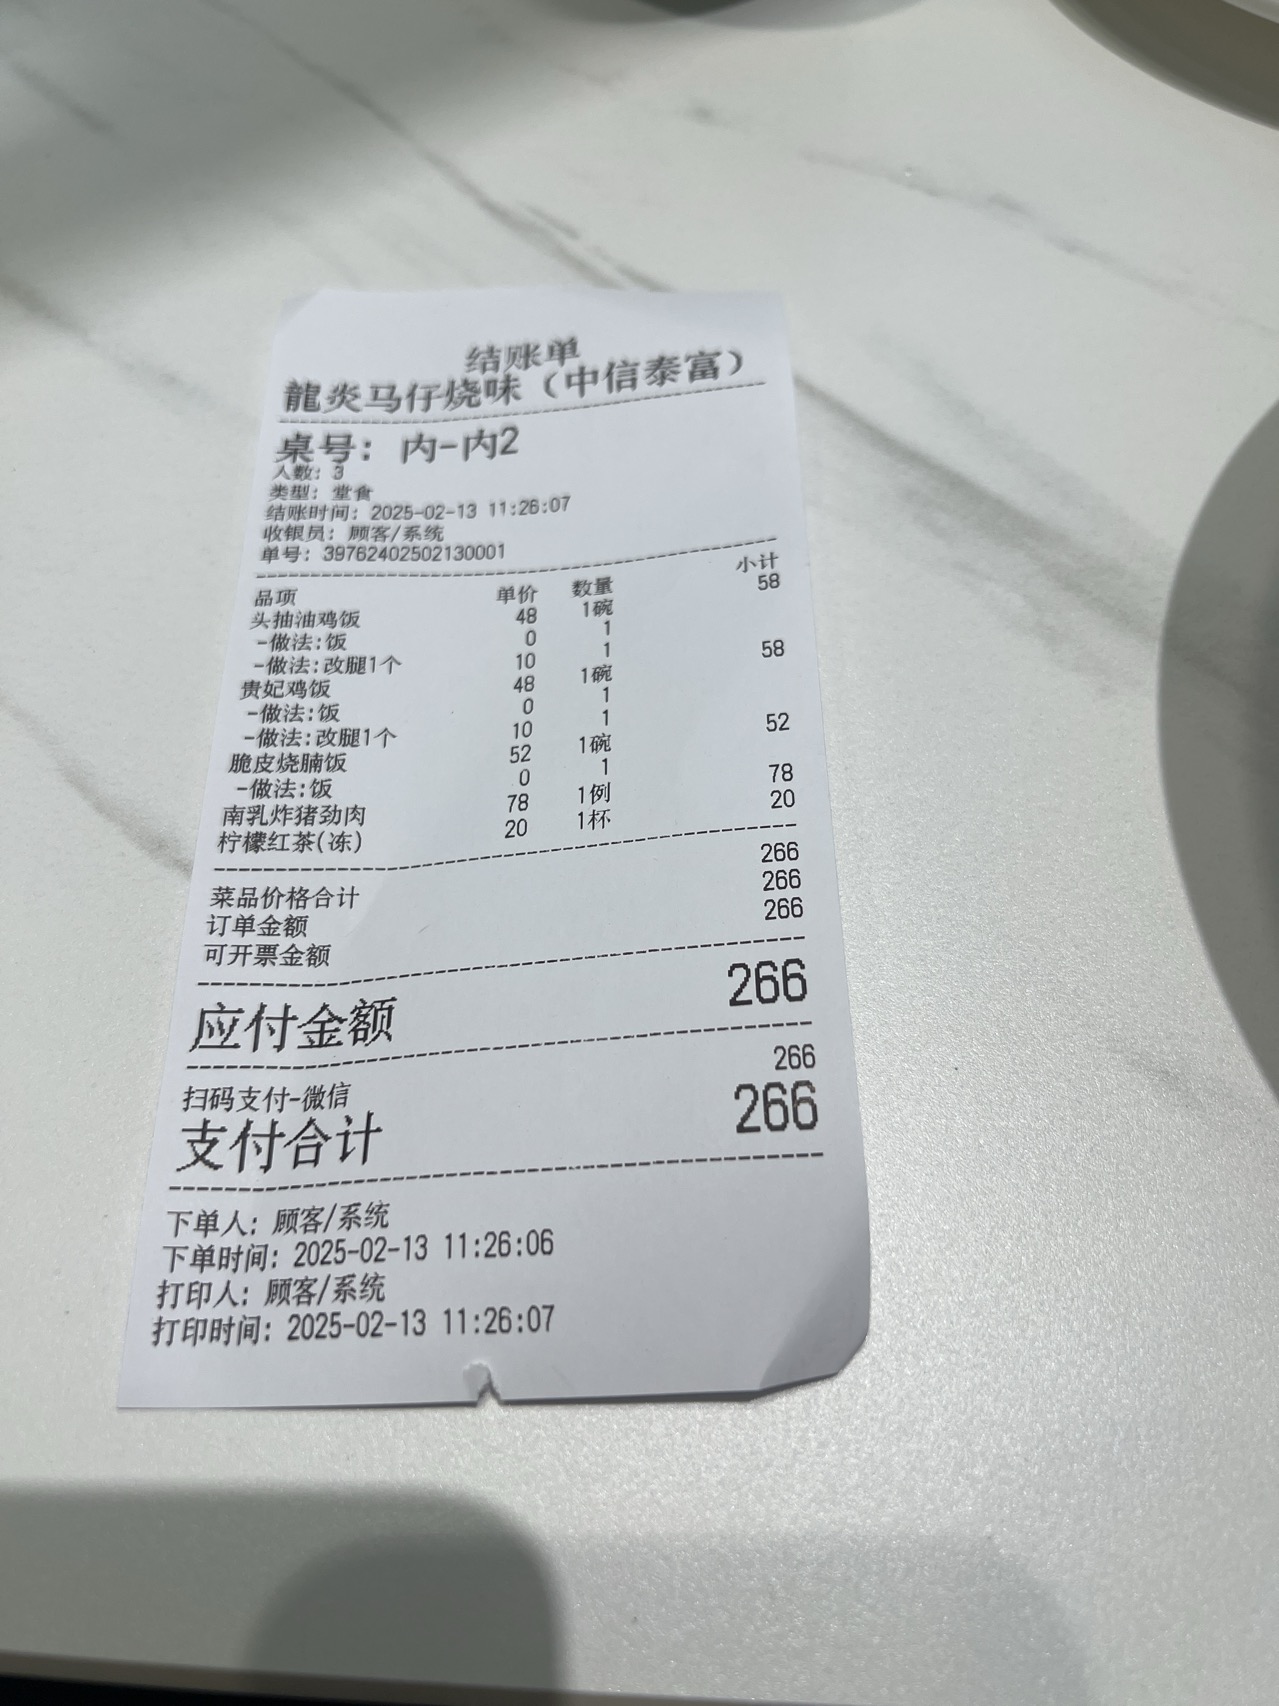 结账单
龍炎马仔烧味（中信泰富）
桌号: 内-内2
人数: 3
类型: 堂食
结账时间: 2025-02-13 11:26:07
收银员: 顾客/系统
单号: 39762402502130001
品项 单价 数量 小计
头抽油鸡饭 48 1碗 58
-做法:饭 0 1
-做法:改腿1个 10 1
贵妃鸡饭 48 1碗 58
-做法:饭 0 1
-做法:改腿1个 10 1
脆皮烧腩饭 52 1碗 52
-做法:饭 0 1
南乳炸猪劲肉 78 1例 78
柠檬红茶(冻) 20 1杯 20
菜品价格合计 266
订单金额 266
可开票金额 266
应付金额 266
扫码支付-微信 266
支付合计 266
下单人: 顾客/系统
下单时间: 2025-02-13 11:26:06
打印人: 顾客/系统
打印时间: 2025-02-13 11:26:07